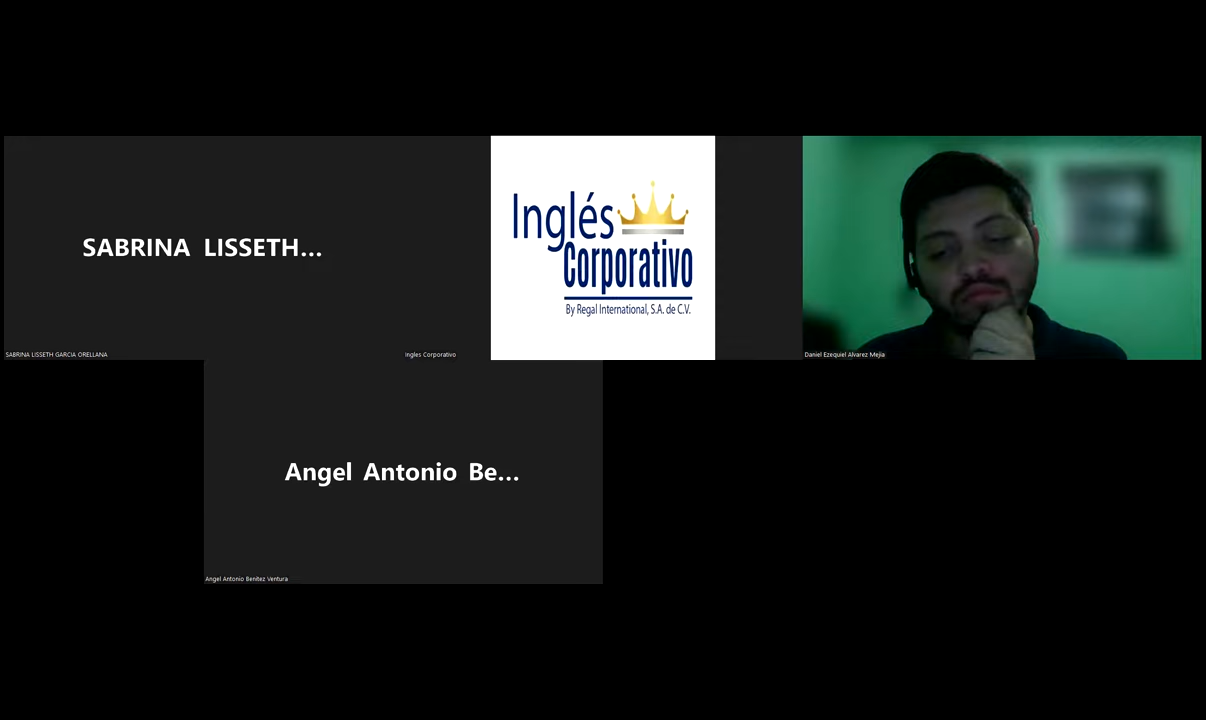 SABRINA LISSETH...
SABRINA LISSETH GARCIA ORELLANA
Inglés
Corporativo
By Regal International, S.A. de C.V.
Ingles Corporativo
Daniel Ezequiel Alvarez Mejia
Angel Antonio Be...
Angel Antonio Benitez Ventura